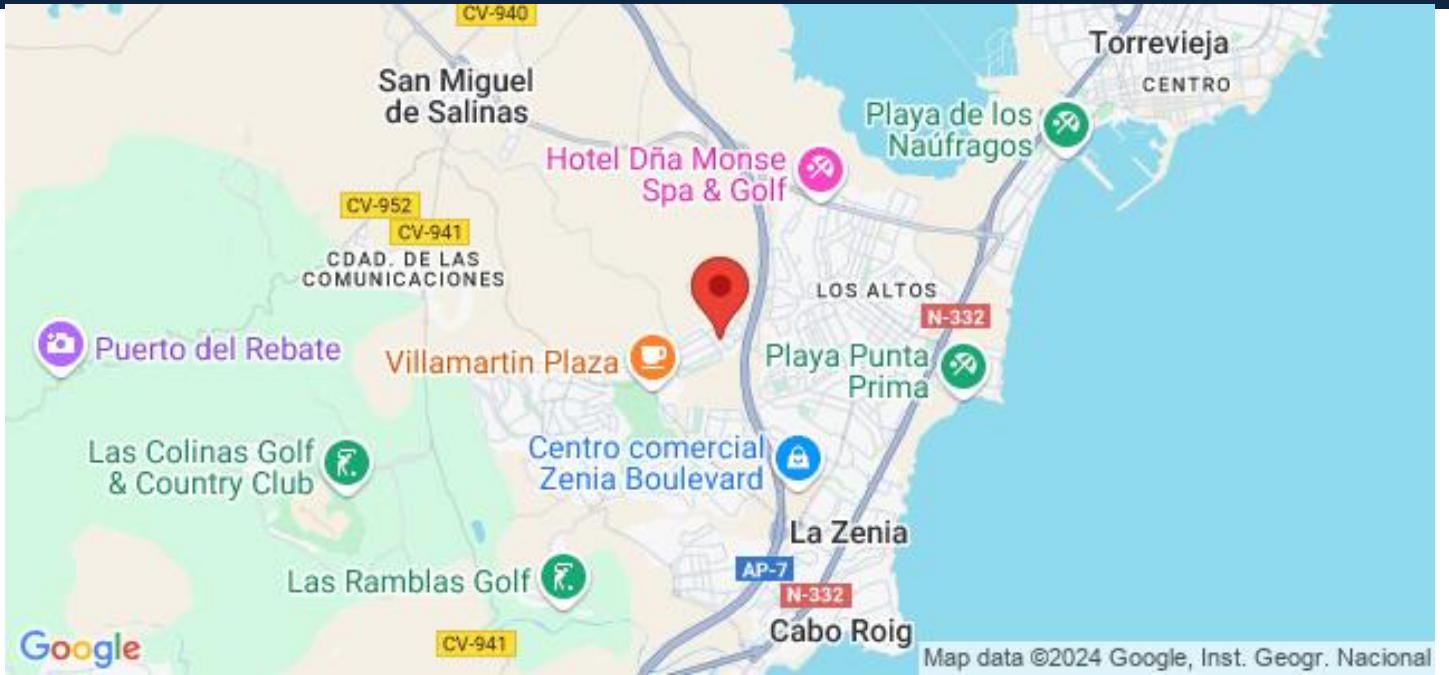 CV-940
Torrevieja
CENTRO
San Miguel
de Salinas
Playa de los
Naúfragos
Hotel Dña Monse
Spa & Golf
CV-952
CV-941
CDAD. DE LAS
COMUNICACIONES
LOS ALTOS
N-332
Puerto del Rebate
Villamartin Plaza
Playa Punta
Prima
Las Colinas Golf
& Country Club
Centro comercial
Zenia Boulevard
La Zenia
AP-7
Las Ramblas Golf
N-332
Cabo Roig
CV-941
Google
Map data ©2024 Google, Inst. Geogr. Nacional